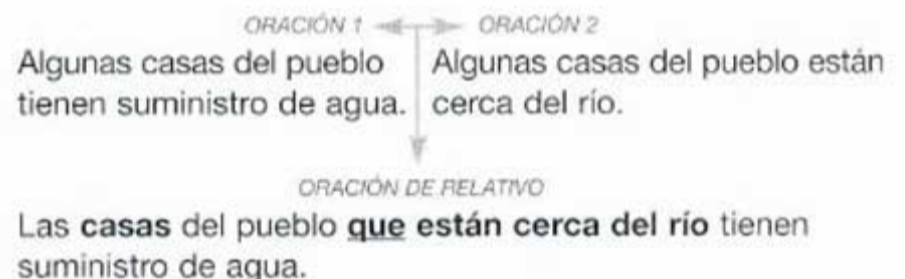 ORACIÓN 1 ORACIÓN 2
Algunas casas del pueblo
tienen suministro de agua.
Algunas casas del pueblo están
cerca del río.
ORACIÓN DE RELATIVO
Las casas del pueblo que están cerca del río tienen
suministro de agua.